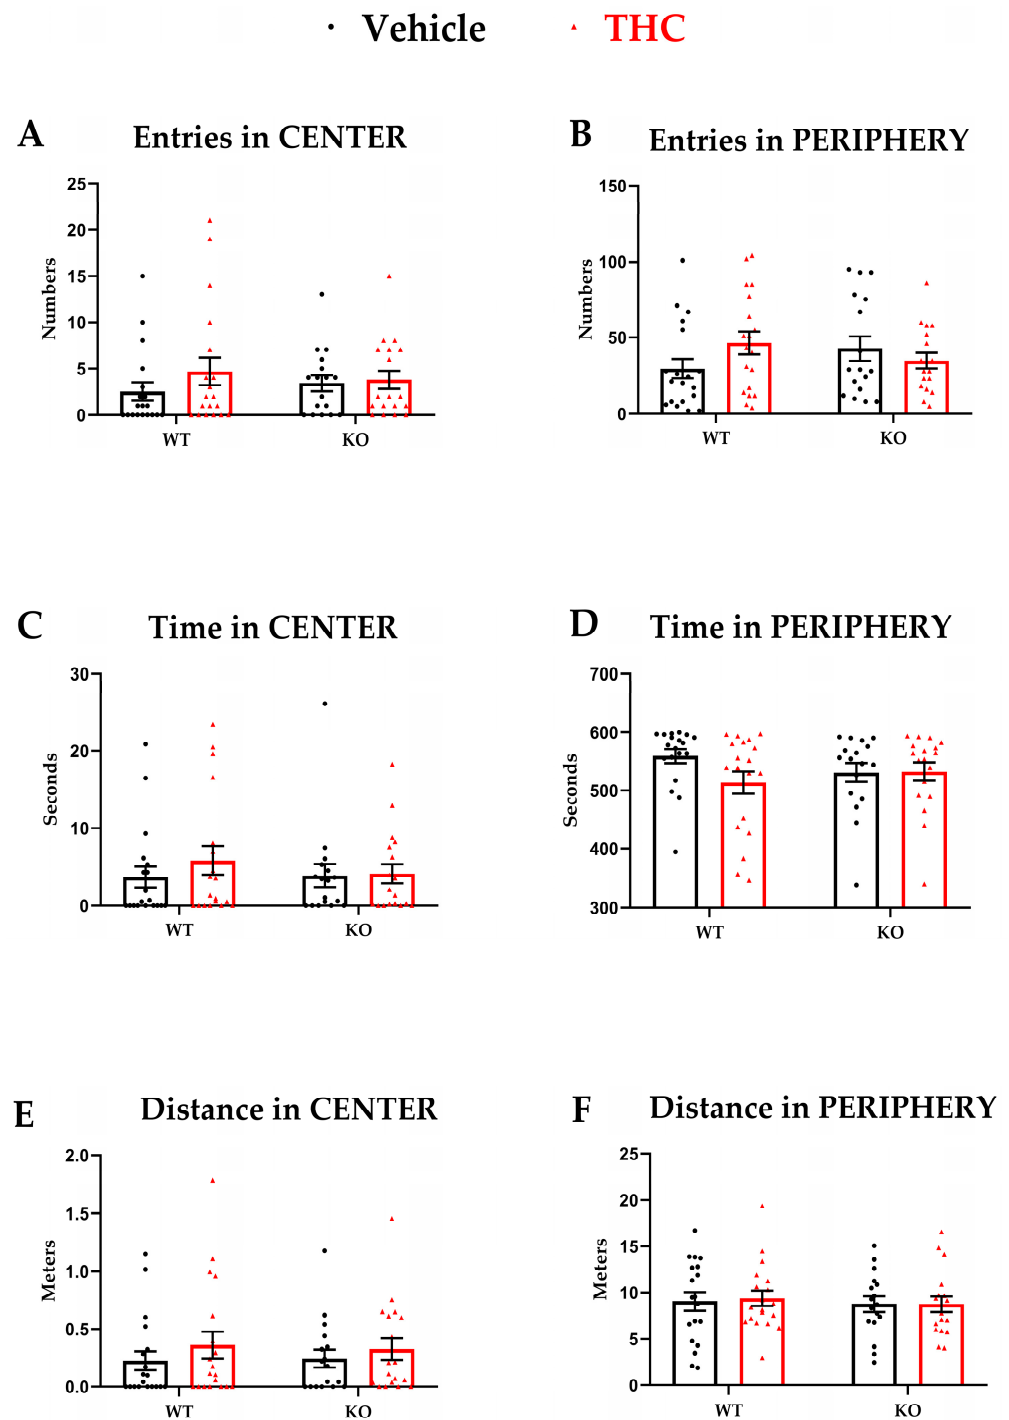 Vehicle THC
A Entries in CENTER
B Entries in PERIPHERY
25
20
15
10
5
0
Numbers
WT KO
150
100
50
0
Numbers
WT KO
C Time in CENTER
D Time in PERIPHERY
30
20
10
0
Seconds
WT KO
700
600
500
400
300
Seconds
WT KO
E Distance in CENTER
F Distance in PERIPHERY
2.0
1.5
1.0
0.5
0.0
Meters
WT KO
25
20
15
10
5
0
Meters
WT KO